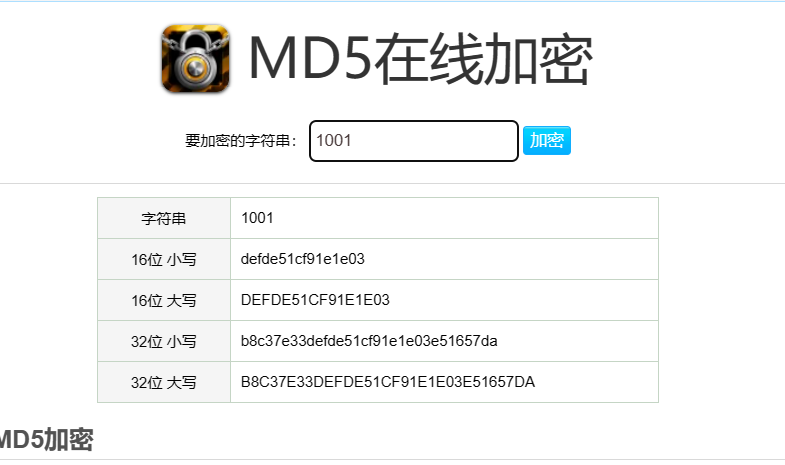 MD5在线加密
要加密的字符串： 1001 加密
字符串 1001
16位 小写 defde51cf91e1e03
16位 大写 DEFDE51CF91E1E03
32位 小写 b8c37e33defde51cf91e1e03e51657da
32位 大写 B8C37E33DEFDE51CF91E1E03E51657DA
MD5加密